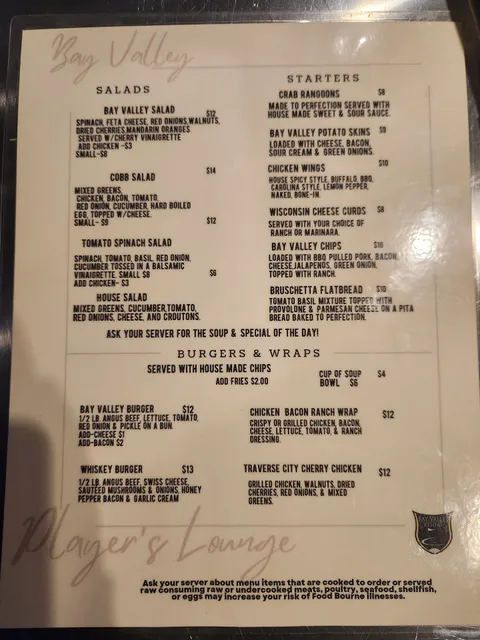 Bay Valley
SALADS
BAY VALLEY SALAD $12
SPINACH, FETA CHEESE, RED ONIONS,WALNUTS,
DRIED CHERRIES,MANDARIN ORANGES
SERVED W/CHERRY VINAIGRETTE
ADD CHICKEN -$3
SMALL-$8
COBB SALAD $14
MIXED GREENS,
CHICKEN, BACON, TOMATO,
RED ONION, CUCUMBER, HARD BOILED
EGG, TOPPED W/CHEESE.
SMALL- $9 $12
TOMATO SPINACH SALAD
SPINACH, TOMATO, BASIL, RED ONION,
CUCUMBER TOSSED IN A BALSAMIC
VINAIGRETTE. SMALL $8 $6
ADD CHICKEN- $3
HOUSE SALAD
MIXED GREENS, CUCUMBER,TOMATO,
RED ONIONS, CHEESE, AND CROUTONS.
STARTERS
CRAB RANGOONS $8
MADE TO PERFECTION SERVED WITH
HOUSE MADE SWEET & SOUR SAUCE.
BAY VALLEY POTATO SKINS $9
LOADED WITH CHEESE, BACON,
SOUR CREAM & GREEN ONIONS.
CHICKEN WINGS $10
HOUSE SPICY STYLE, BUFFALO, BBQ,
CAROLINA STYLE, LEMON PEPPER,
NAKED, BONE-IN.
WISCONSIN CHEESE CURDS $8
SERVED WITH YOUR CHOICE OF
RANCH OR MARINARA.
BAY VALLEY CHIPS $10
LOADED WITH BBQ PULLED PORK, BACON,
CHEESE,JALAPENOS, GREEN ONION,
TOPPED WITH RANCH.
BRUSCHETTA FLATBREAD $10
TOMATO BASIL MIXTURE TOPPED WITH
PROVOLONE & PARMESAN CHEESE ON A PITA
BREAD BAKED TO PERFECTION.
ASK YOUR SERVER FOR THE SOUP & SPECIAL OF THE DAY!
BURGERS & WRAPS
SERVED WITH HOUSE MADE CHIPS
ADD FRIES $2.00
CUP OF SOUP $4
BOWL $6
BAY VALLEY BURGER $12
1/2 LB. ANGUS BEEF, LETTUCE, TOMATO,
RED ONION & PICKLE ON A BUN.
ADD-CHEESE $1
ADD-BACON $2
CHICKEN BACON RANCH WRAP $12
CRISPY OR GRILLED CHICKEN, BACON,
CHEESE, LETTUCE, TOMATO, & RANCH
DRESSING.
WHISKEY BURGER $13
1/2 LB. ANGUS BEEF, SWISS CHEESE,
SAUTEED MUSHROOMS & ONIONS, HONEY
PEPPER BACON & GARLIC CREAM
TRAVERSE CITY CHERRY CHICKEN $12
GRILLED CHICKEN, WALNUTS, DRIED
CHERRIES, RED ONIONS, & MIXED
GREENS.
BAY VALLEY
Player's Lounge
Ask your server about menu items that are cooked to order or served
raw consuming raw or undercooked meats, poultry, seafood, shellfish,
or eggs may increase your risk of Food Bourne Illnesses.